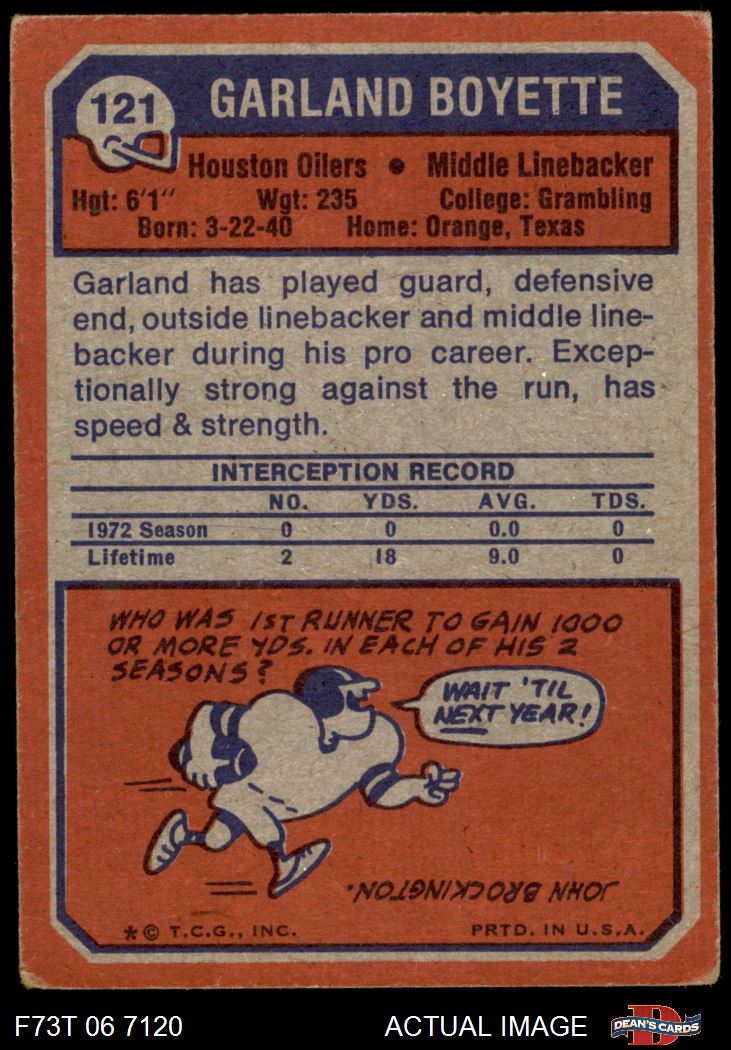 121
GARLAND BOYETTE
Houston Oilers • Middle Linebacker
Hgt: 6'1" Wgt: 235 College: Grambling
Born: 3-22-40 Home: Orange, Texas
Garland has played guard, defensive
end, outside linebacker and middle line-
backer during his pro career. Excep-
tionally strong against the run, has
speed & strength.
INTERCEPTION RECORD
NO. YDS. AVG. TDS.
1972 Season 0 0 0.0 0
Lifetime 2 18 9.0 0
WHO WAS 1ST RUNNER TO GAIN 1000
OR MORE YDS. IN EACH OF HIS 2
SEASONS?
WAIT 'TIL
NEXT YEAR!
JOHN BROCKINGTON.
*© T.C.G., INC. PRTD. IN U.S.A.
F73T 06 7120 ACTUAL IMAGE
D
DEAN'S CARDS